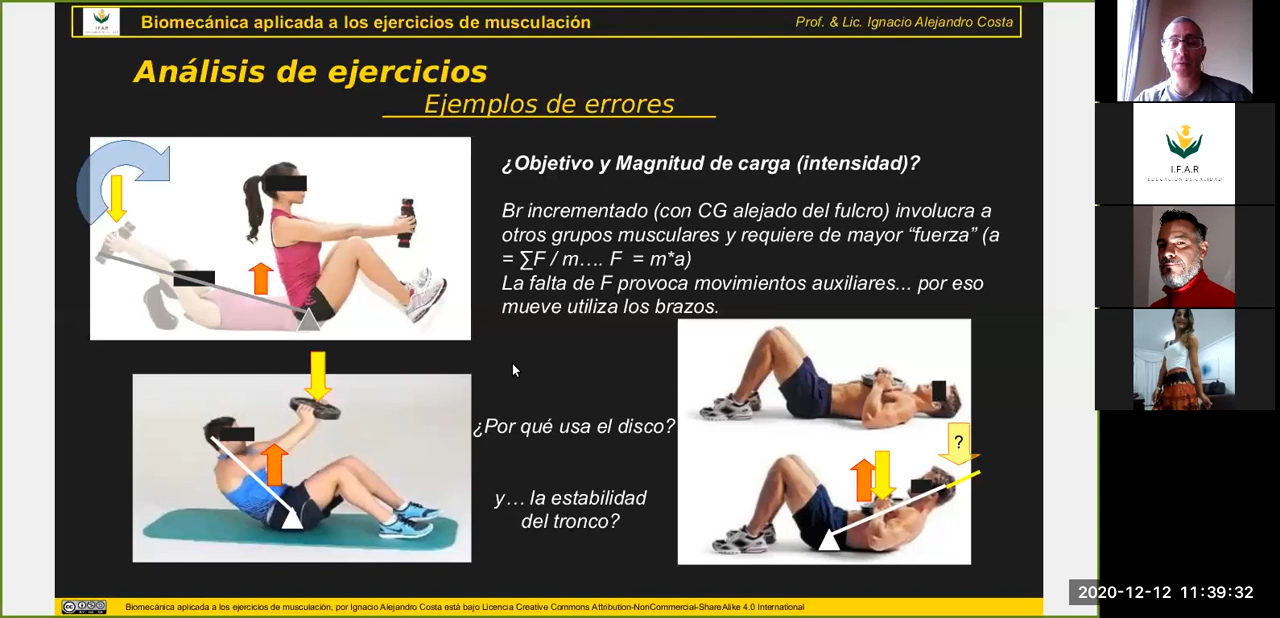 I.F.A.R
Biomecánica aplicada a los ejercicios de musculación
Prof. & Lic. Ignacio Alejandro Costa
Análisis de ejercicios
Ejemplos de errores
¿Objetivo y Magnitud de carga (intensidad)?
Br incrementado (con CG alejado del fulcro) involucra a
otros grupos musculares y requiere de mayor “fuerza” (a
= ∑F / m…. F = m*a)
La falta de F provoca movimientos auxiliares... por eso
mueve utiliza los brazos.
¿Por qué usa el disco?
?
y… la estabilidad
del tronco?
I.F.A.R
EDUCACIÓN DE CALIDAD
2020-12-12 11:39:32
cc
Biomecánica aplicada a los ejercicios de musculación, por Ignacio Alejandro Costa está bajo Licencia Creative Commons Attribution-NonCommercial-ShareAlike 4.0 International